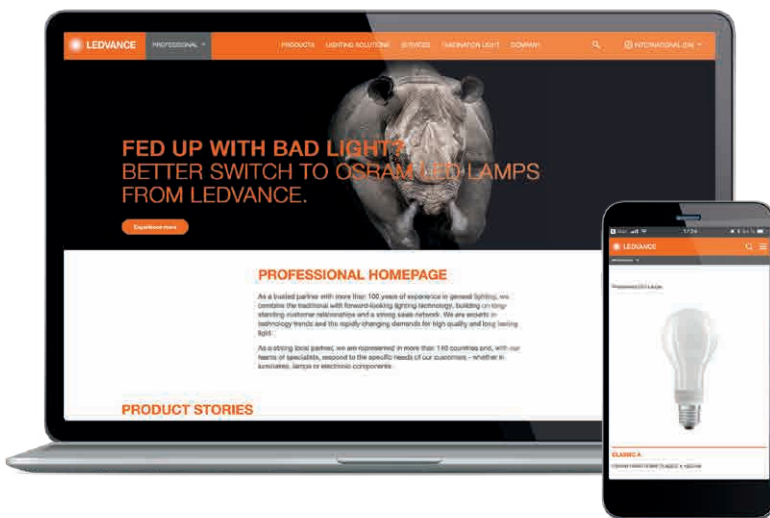 LEDVANCE
PROFESSIONAL
PRODUCTS LIGHTING SOLUTIONS SERVICES FASCINATION LIGHT COMPANY
INTERNATIONAL (EN)
FED UP WITH BAD LIGHT?
BETTER SWITCH TO OSRAM LED LAMPS
FROM LEDVANCE.
Experience more
PROFESSIONAL HOMEPAGE
As a trusted partner with more than 100 years of experience in general lighting, we
combine the traditional with forward-looking lighting technology, building on long-
standing customer relationships and a strong sales network. We are experts in
technology trends and the rapidly changing demands for high quality and long lasting
light.
As a strong local partner, we are represented in more than 140 countries and, with our
teams of specialists, respond to the specific needs of our customers – whether in
luminaires, lamps or electronic components.
PRODUCT STORIES
LEDVANCE
CLASSIC A